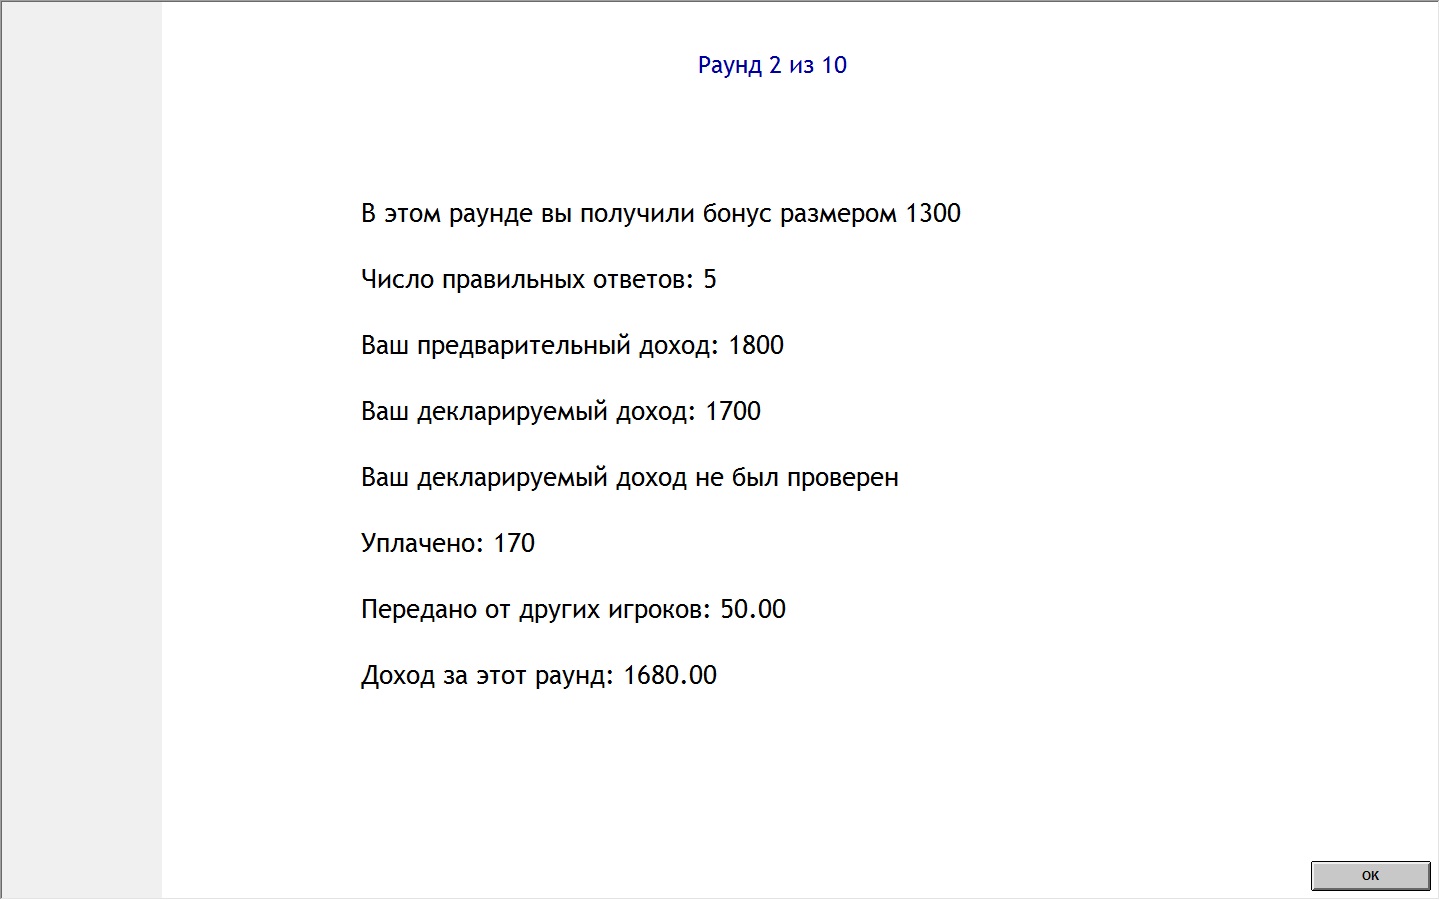 Раунд 2 из 10
В этом раунде вы получили бонус размером 1300
Число правильных ответов: 5
Ваш предварительный доход: 1800
Ваш декларируемый доход: 1700
Ваш декларируемый доход не был проверен
Уплачено: 170
Передано от других игроков: 50.00
Доход за этот раунд: 1680.00
ОК